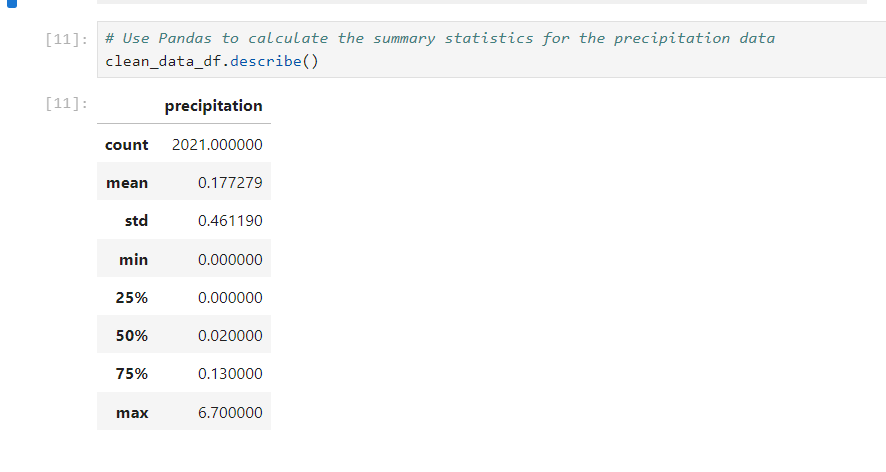 [11]: # Use Pandas to calculate the summary statistics for the precipitation data
clean_data_df.describe()
[11]:
precipitation
count 2021.000000
mean 0.177279
std 0.461190
min 0.000000
25% 0.000000
50% 0.020000
75% 0.130000
max 6.700000